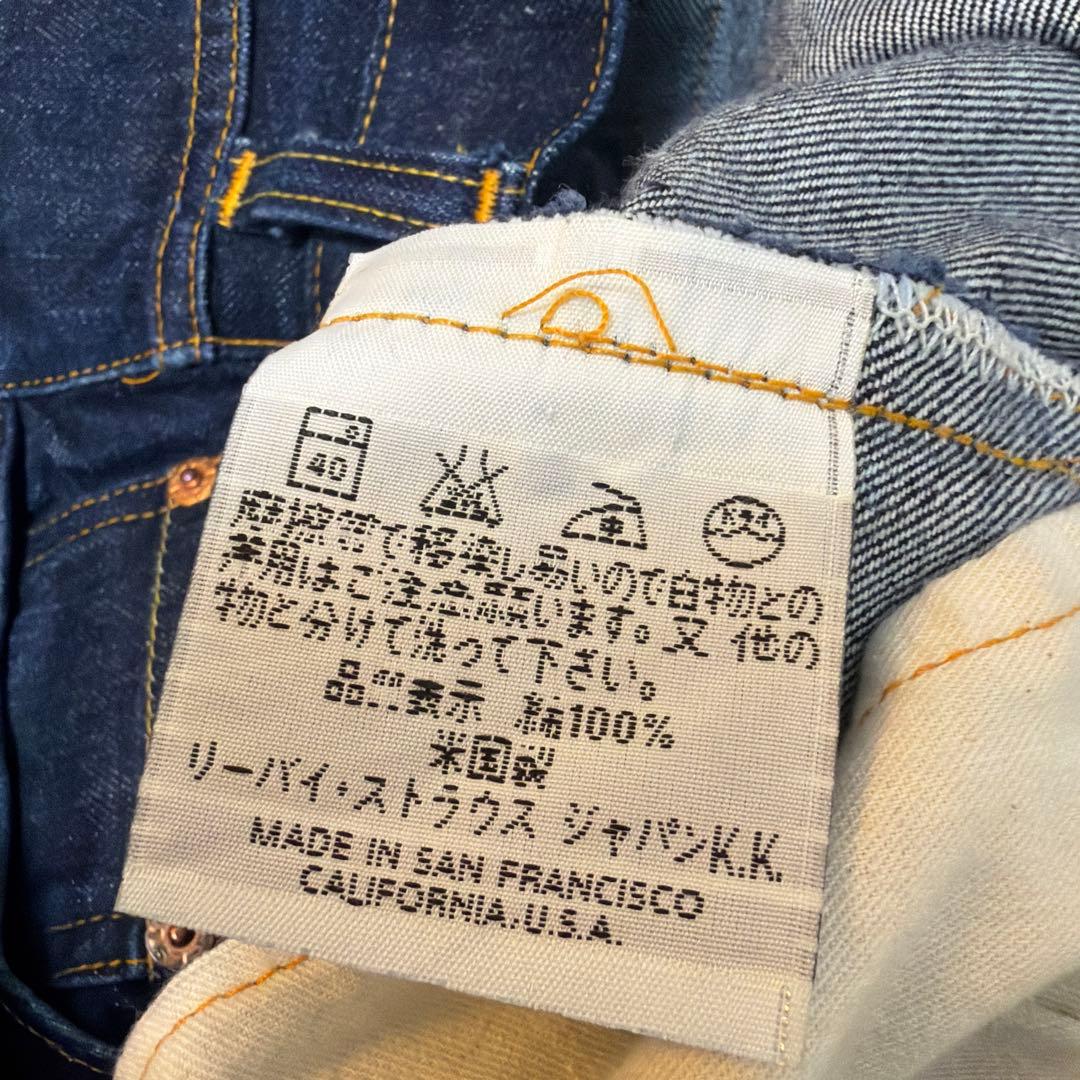 40
摩擦等で移染し易いので白物との
兼用はご注意願います。又 他の
物と分けて洗って下さい。
品質表示 綿100%
米国製
リーバイ・ストラウス ジャパンK.K.
MADE IN SAN FRANCISCO
CALIFORNIA.U.S.A.